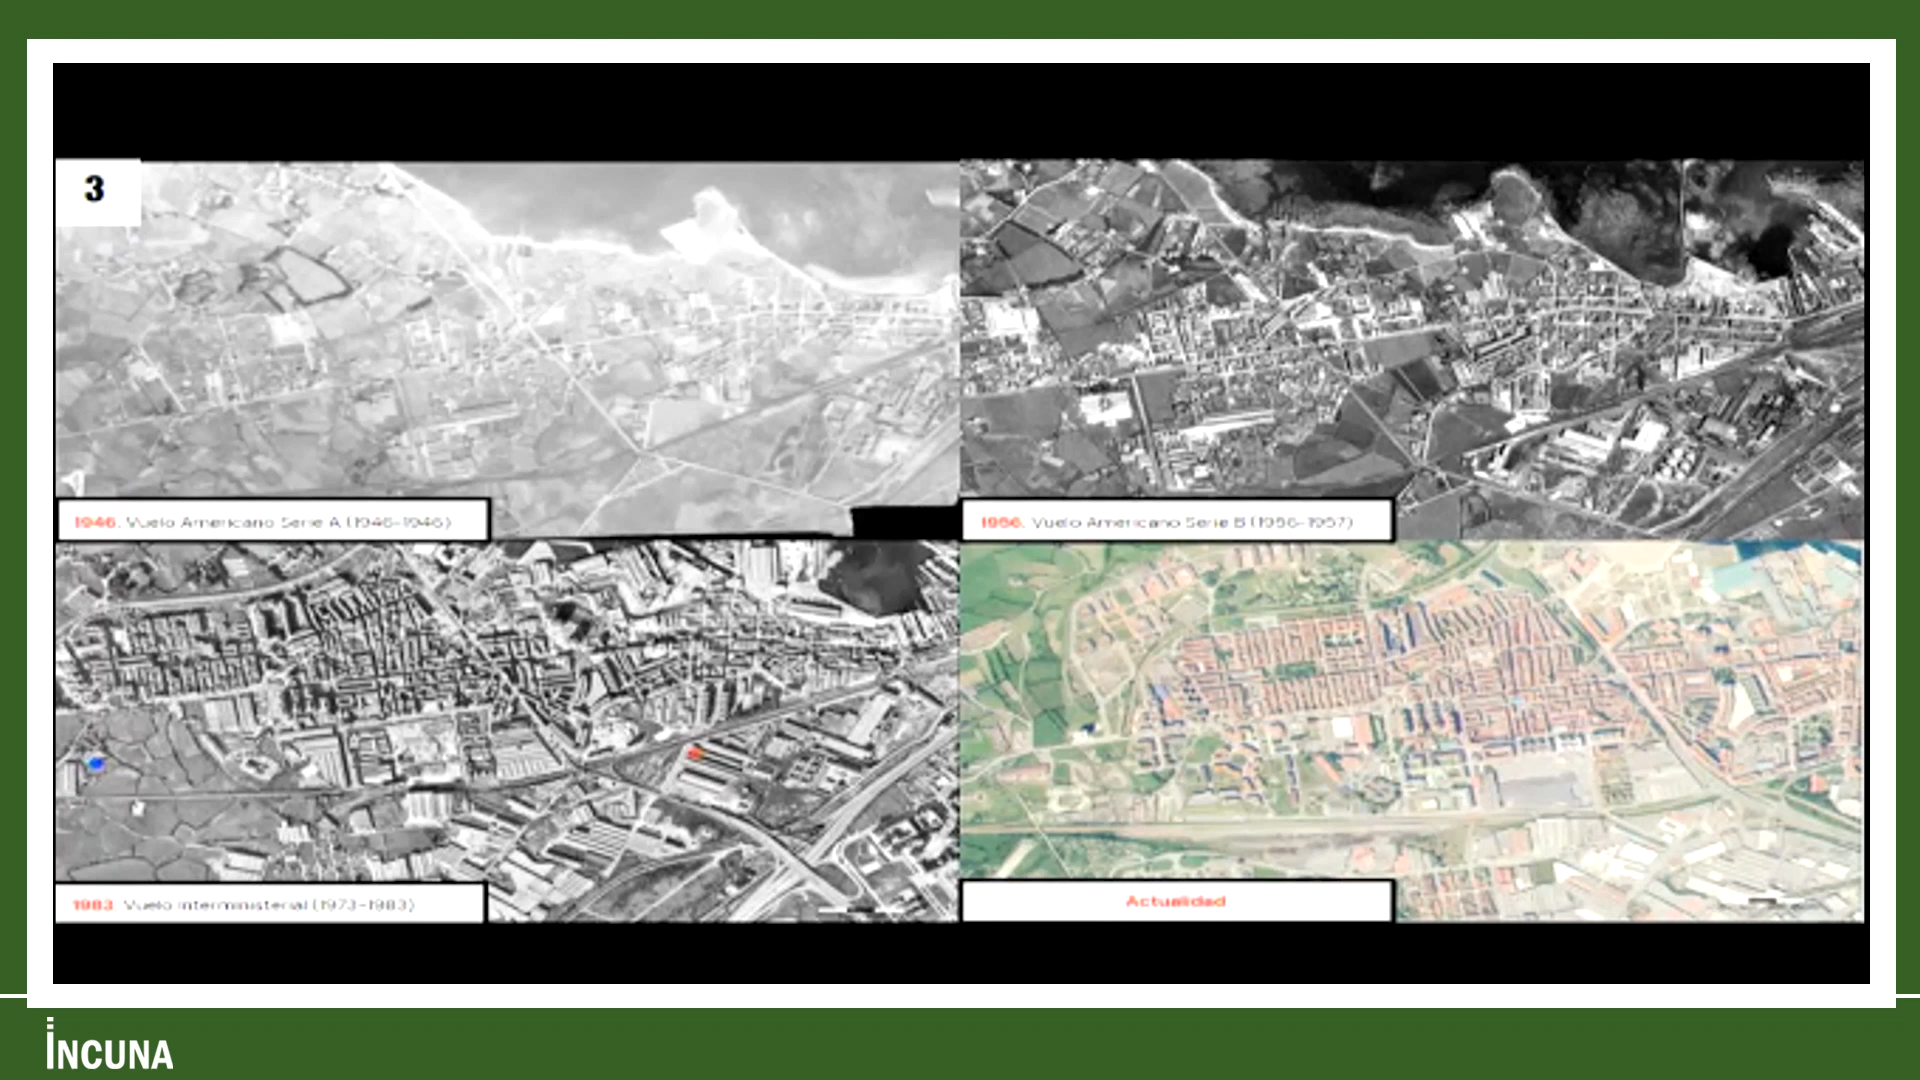 3
1946. Vuelo Americano Serie A (1946-1946)
1956. Vuelo Americano Serie B (1956-1957)
1983. Vuelo Interministerial (1973-1983)
Actualidad
INCUNA